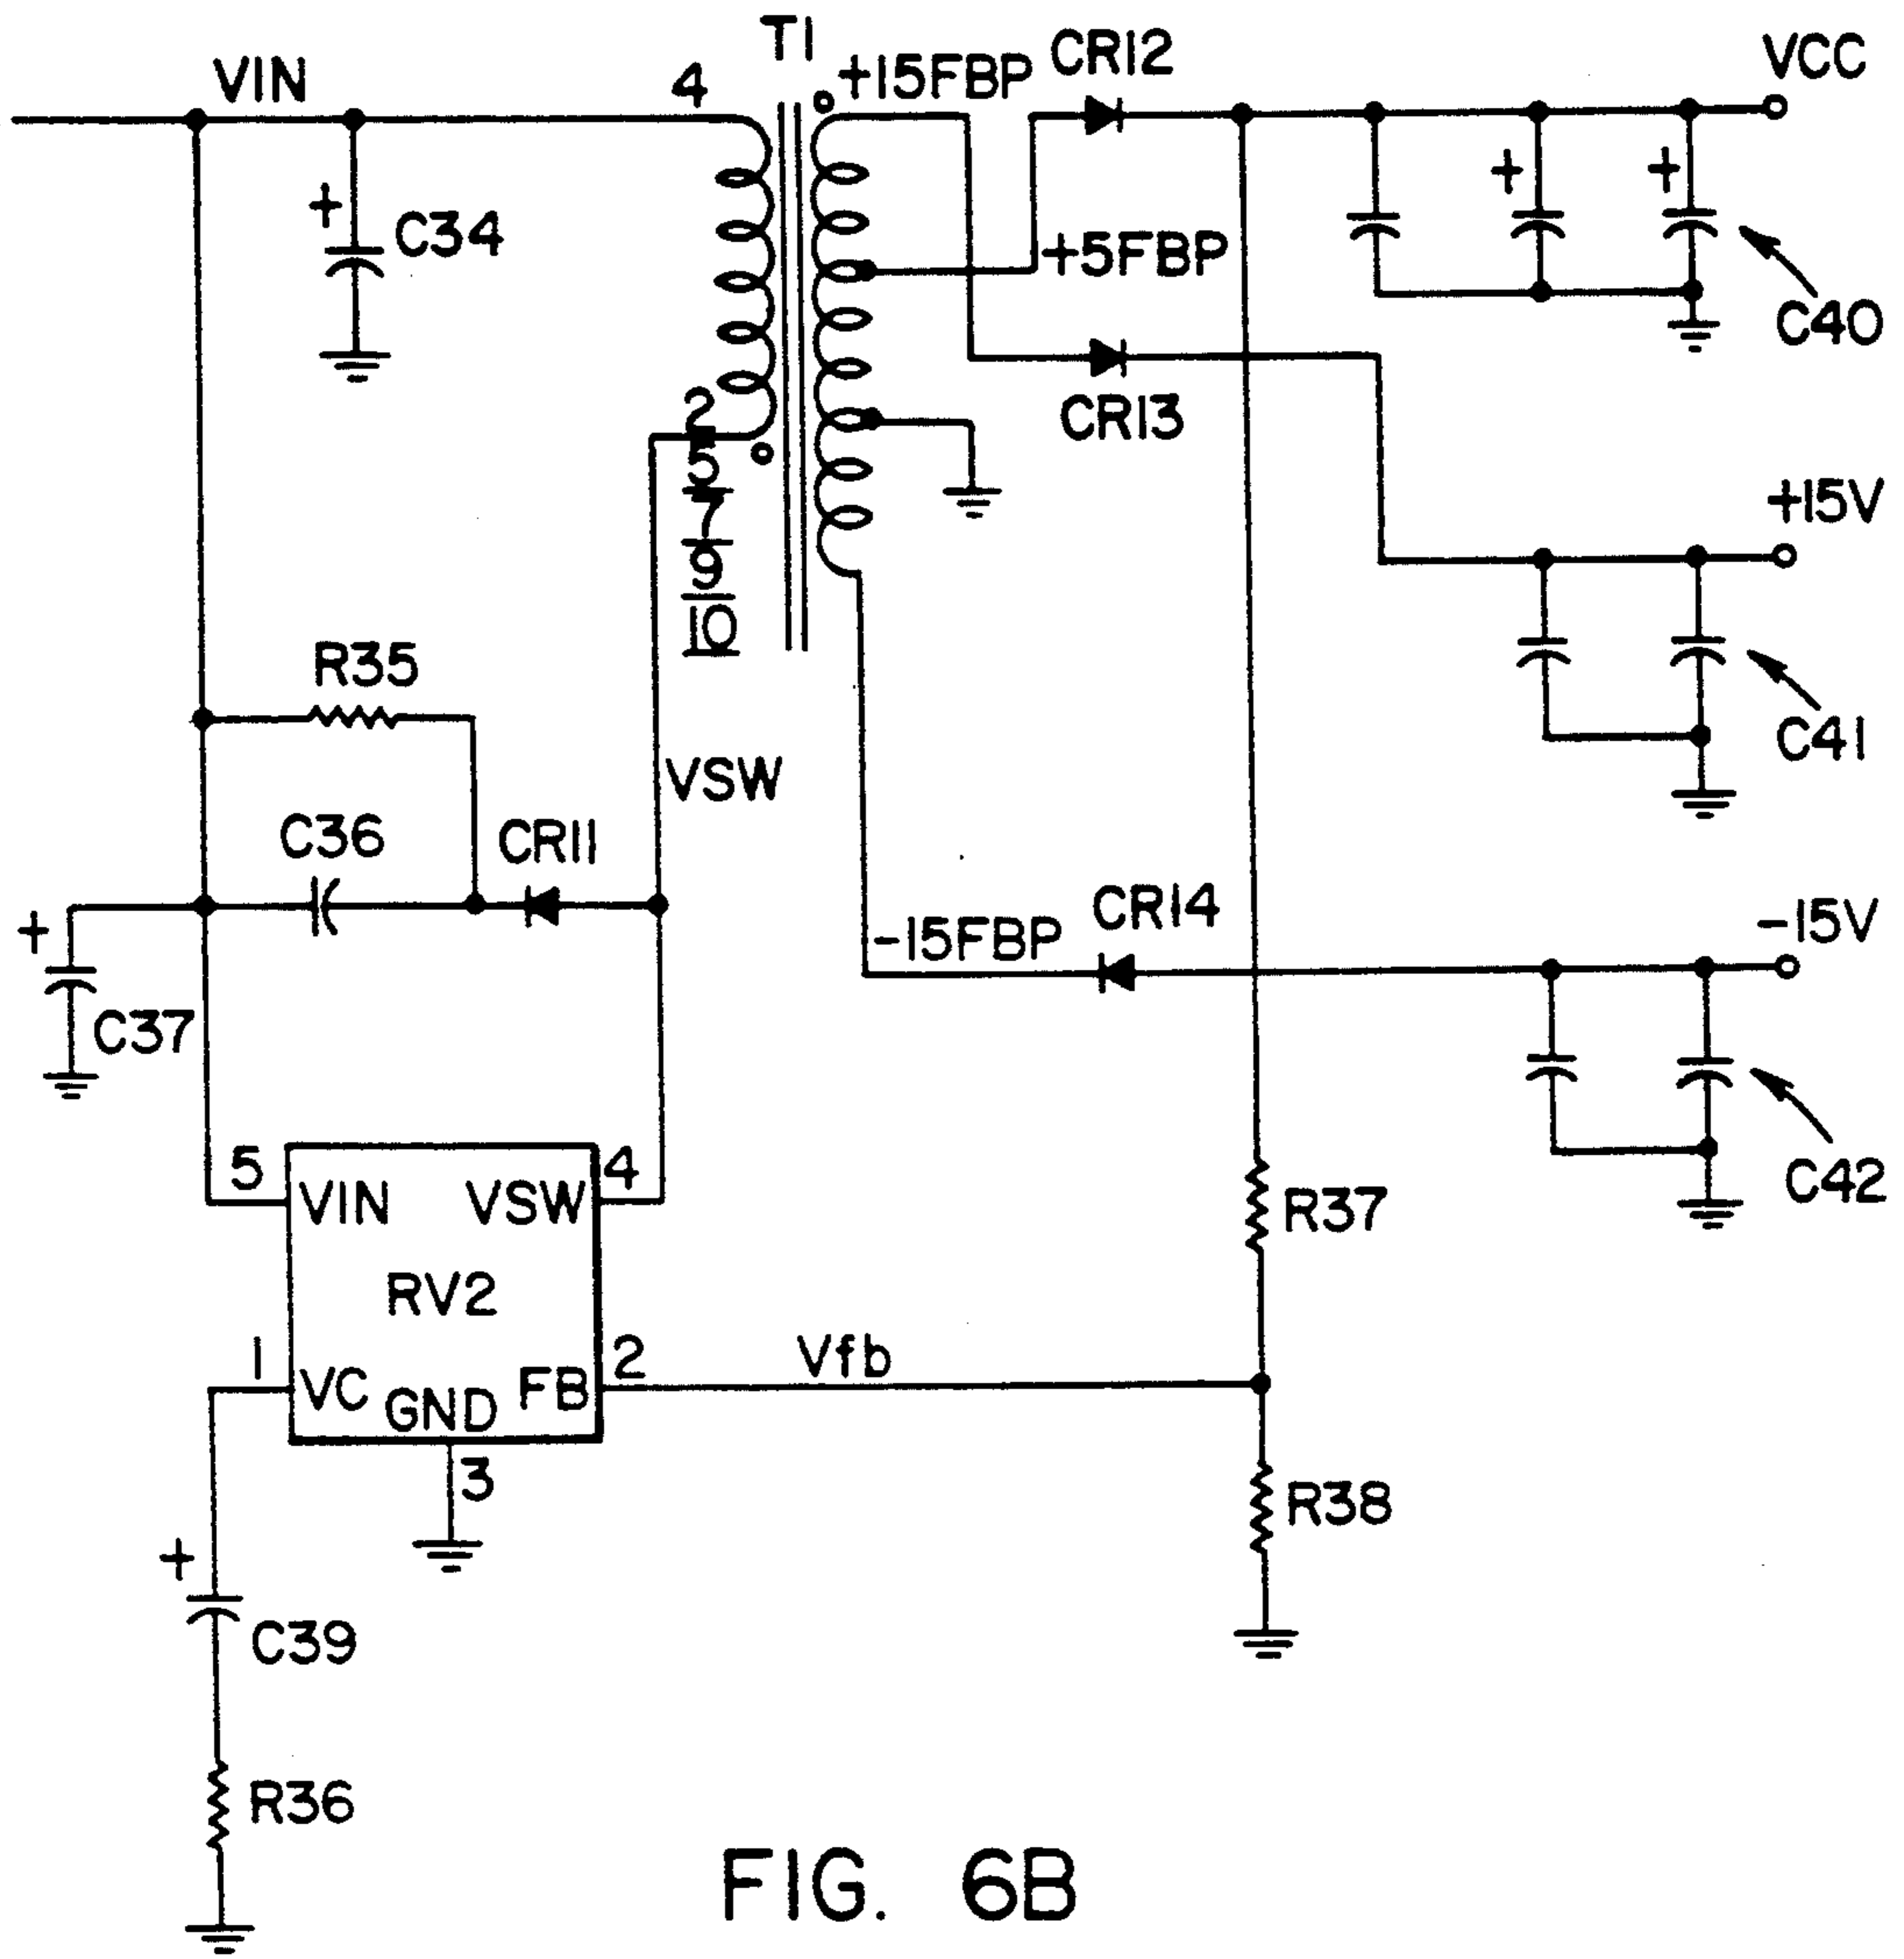 T1
VIN
4
+15FBP
CR12
VCC
+
C34
+5FBP
+
+
C40
2
5
7
9
10
CR13
+15V
R35
C41
VSW
C36
CR11
CR14
-15V
+
-15FBP
C37
C42
5
VIN
VSW
4
R37
RV2
1
VC
GND
FB
2
Vfb
3
R38
+
C39
R36
FIG. 6B